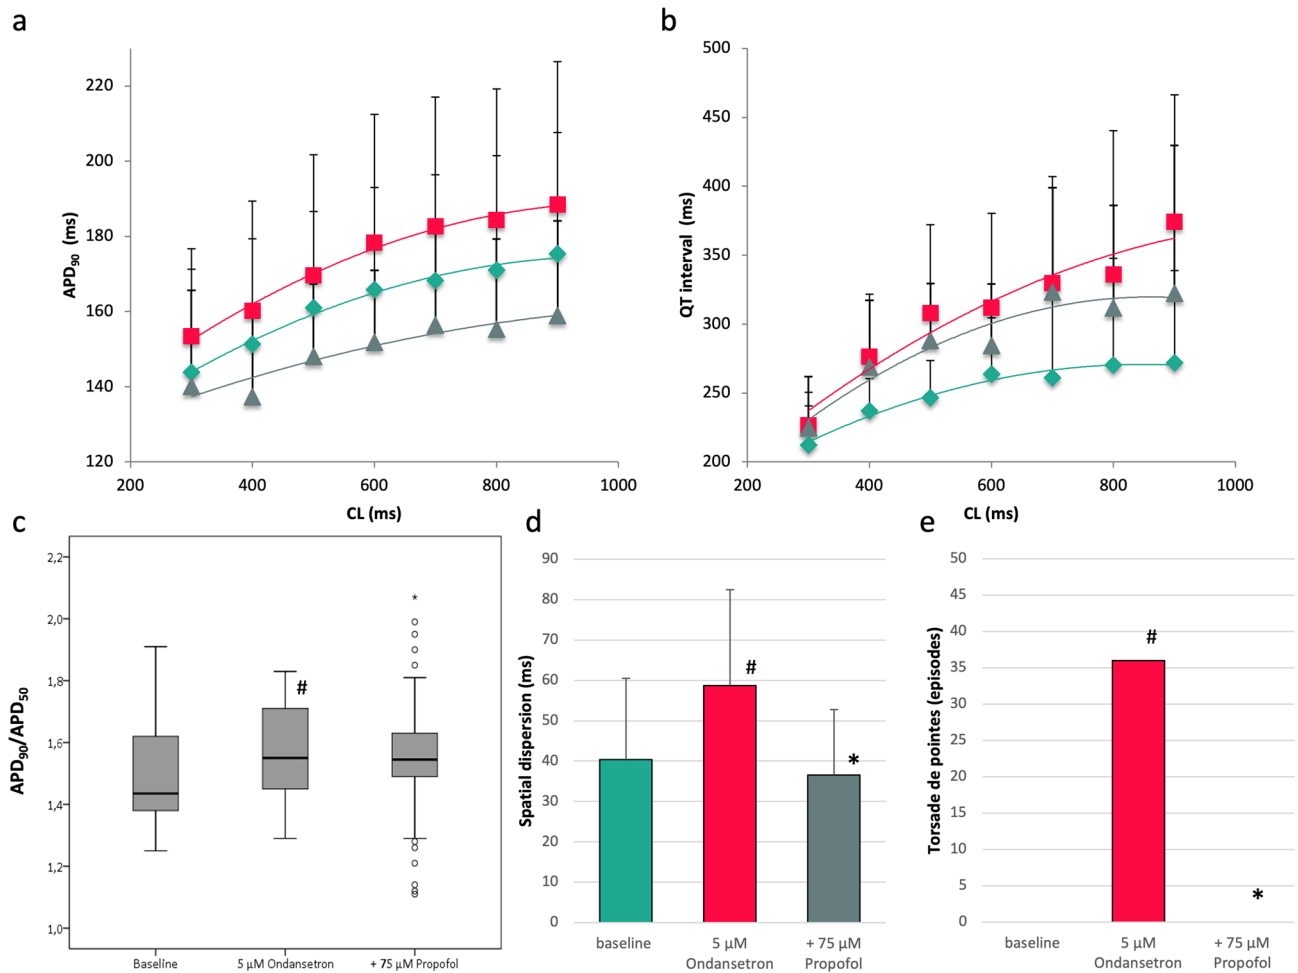 a
220
200
180
160
140
120
200
400
600
800
1000
APD90 (ms)
CL (ms)
b
500
450
400
350
300
250
200
200
400
600
800
1000
QT interval (ms)
CL (ms)
c
2,2
2,0
1,8
1,6
1,4
1,2
1,0
APD90/APD50
#
*
Baseline
5 µM Ondansetron
+ 75 µM Propofol
d
90
80
70
60
50
40
30
20
10
0
Spatial dispersion (ms)
#
*
baseline
5 µM
Ondansetron
+ 75 µM
Propofol
e
50
45
40
35
30
25
20
15
10
5
0
Torsade de pointes (episodes)
#
*
baseline
5 µM
Ondansetron
+ 75 µM
Propofol